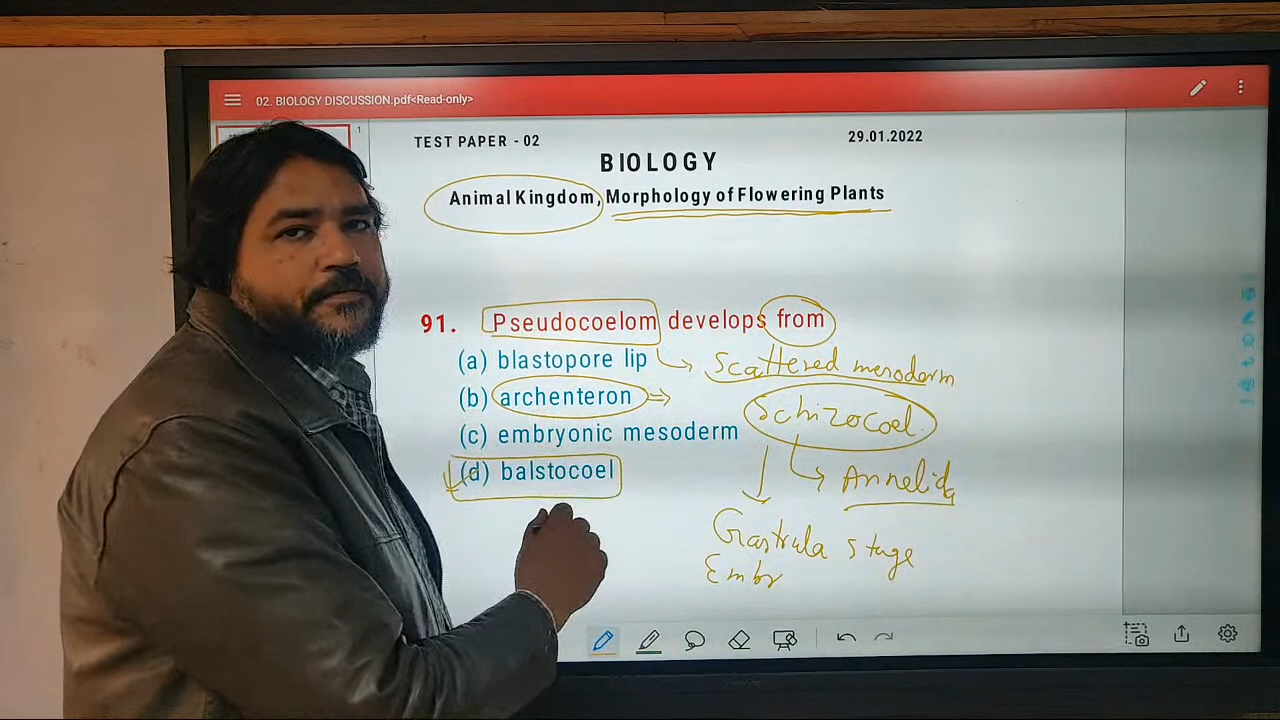 02. BIOLOGY DISCUSSION.pdf<Read-only>
1
TEST PAPER - 02
29.01.2022
BIOLOGY
Animal Kingdom, Morphology of Flowering Plants
91. Pseudocoelom develops from
(a) blastopore lip
Scattered mesoderm
(b) archenteron
Schizocoel
(c) embryonic mesoderm
(d) balstocoel
Annelida
Gastrula stage
Embr